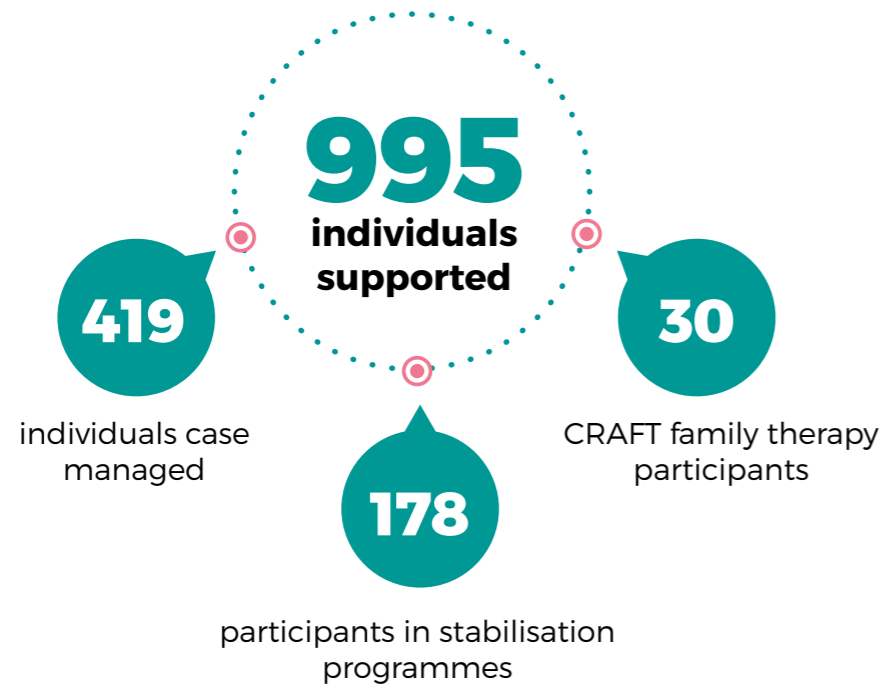 995
individuals
supported
419
individuals case
managed
178
participants in stabilisation
programmes
30
CRAFT family therapy
participants